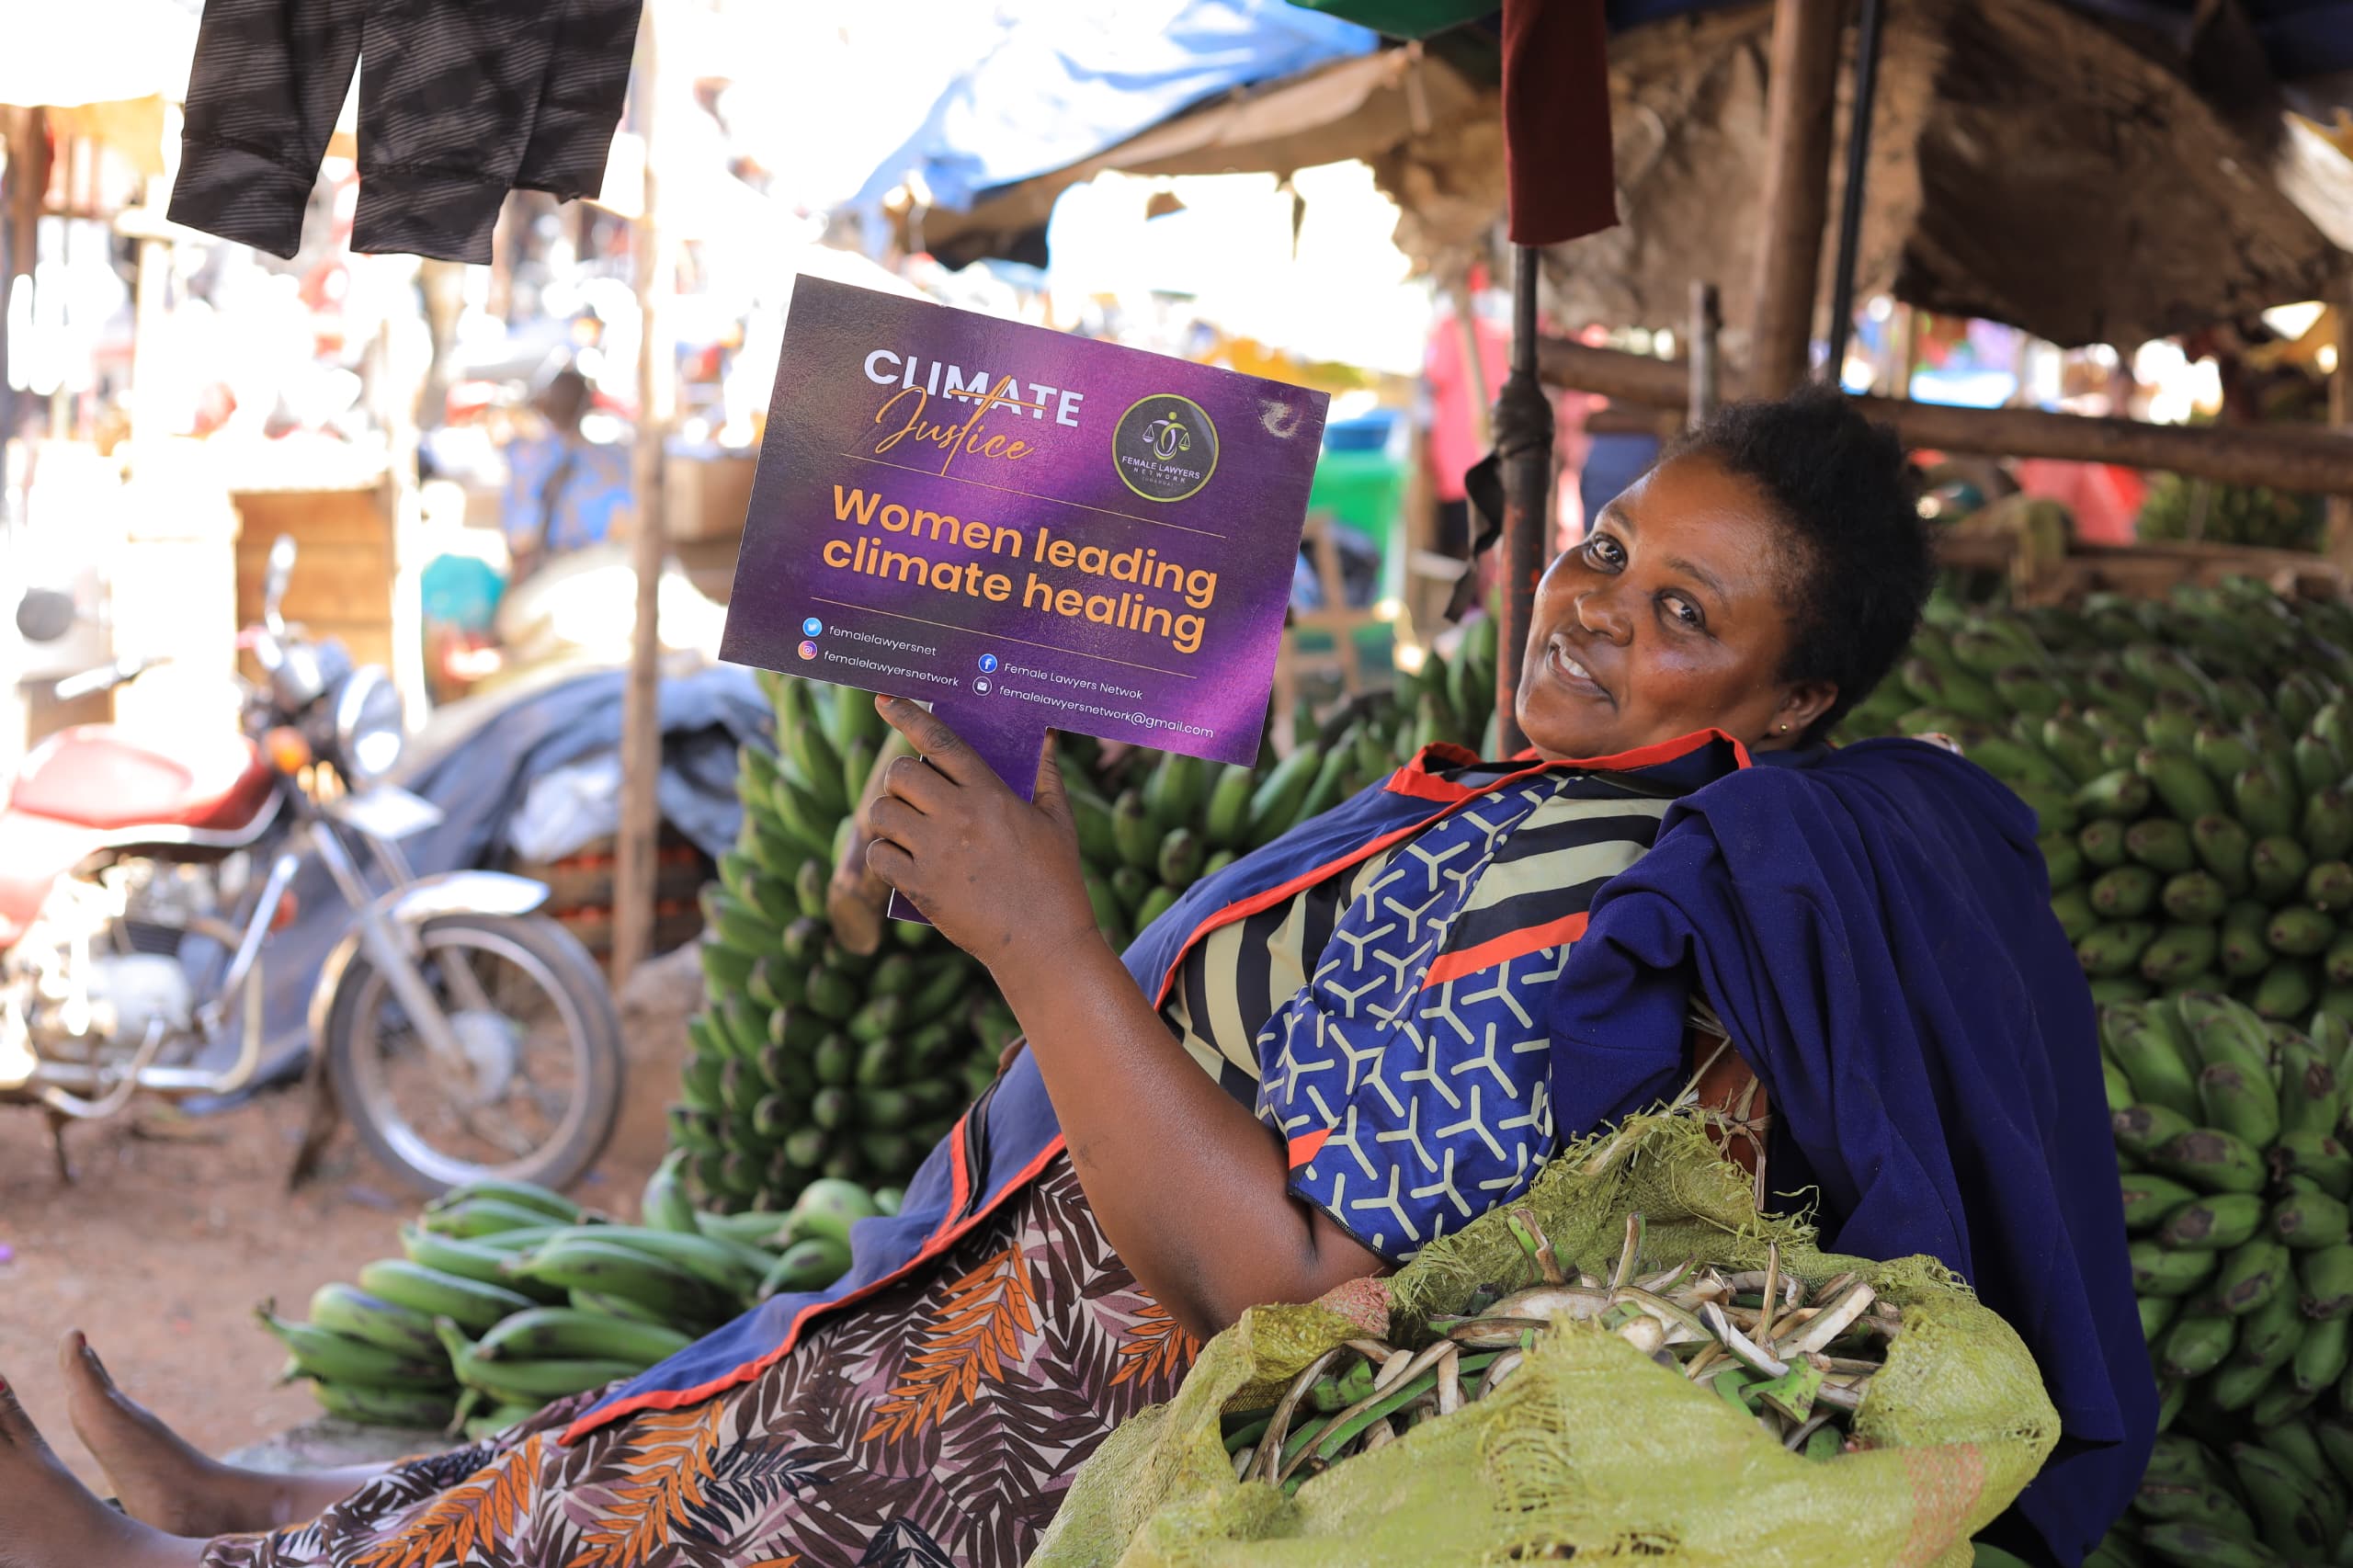 CLIMATE
Justice
FEMALE LAWYERS
NETWORK
Women leading
climate healing
femalelawyersnet
femalelawyersnetwork
Female Lawyers Netwok
femalelawyersnetwork@gmail.com